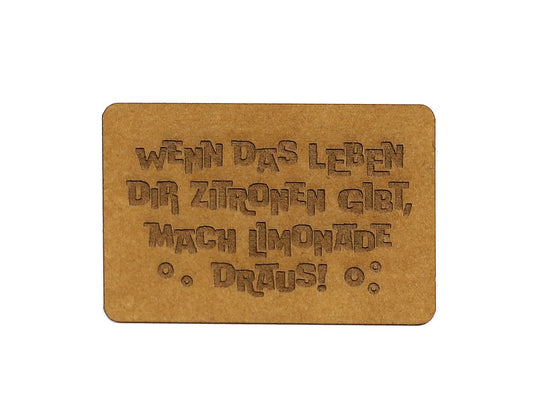 WENN DAS LEBEN
DIR ZITRONEN GIBT,
MACH LIMONADE
DRAUS!